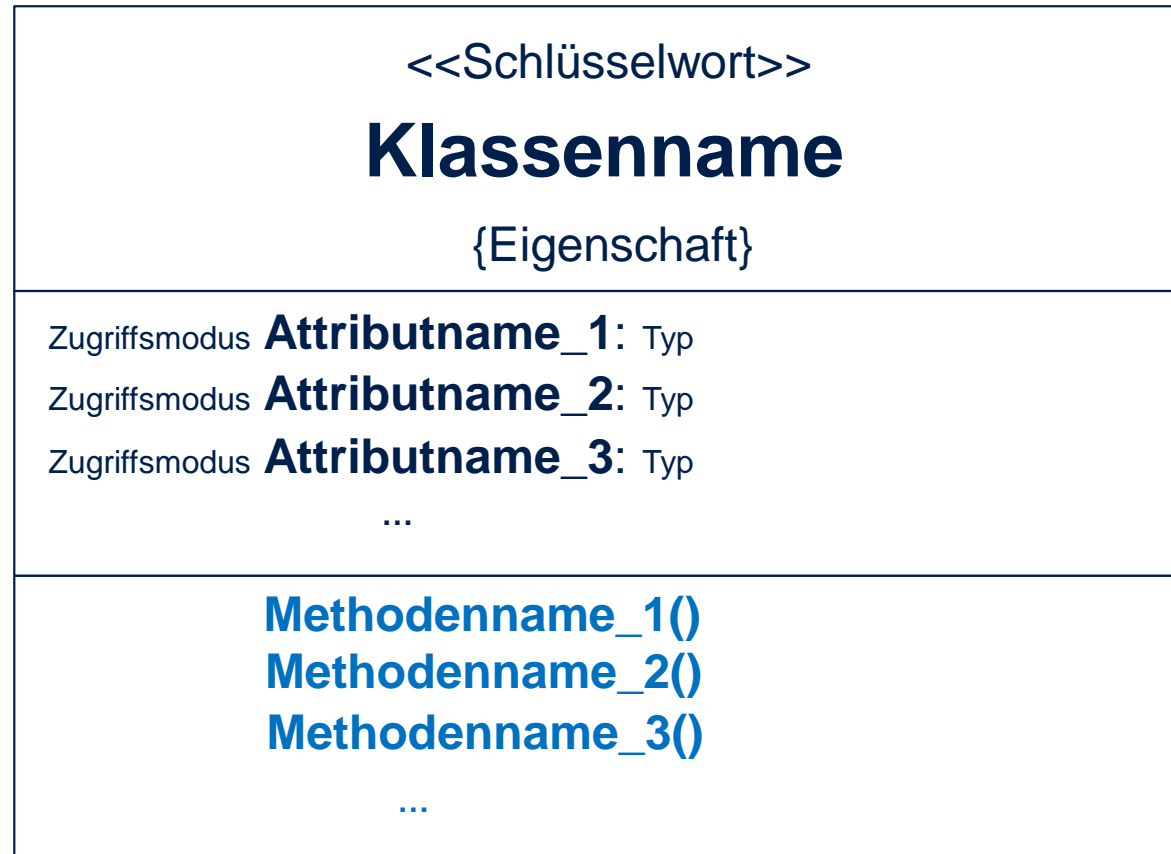 <<Schlüsselwort>>
Klassenname
{Eigenschaft}
Zugriffsmodus Attributname_1: Typ
Zugriffsmodus Attributname_2: Typ
Zugriffsmodus Attributname_3: Typ
...
Methodenname_1()
Methodenname_2()
Methodenname_3()
...